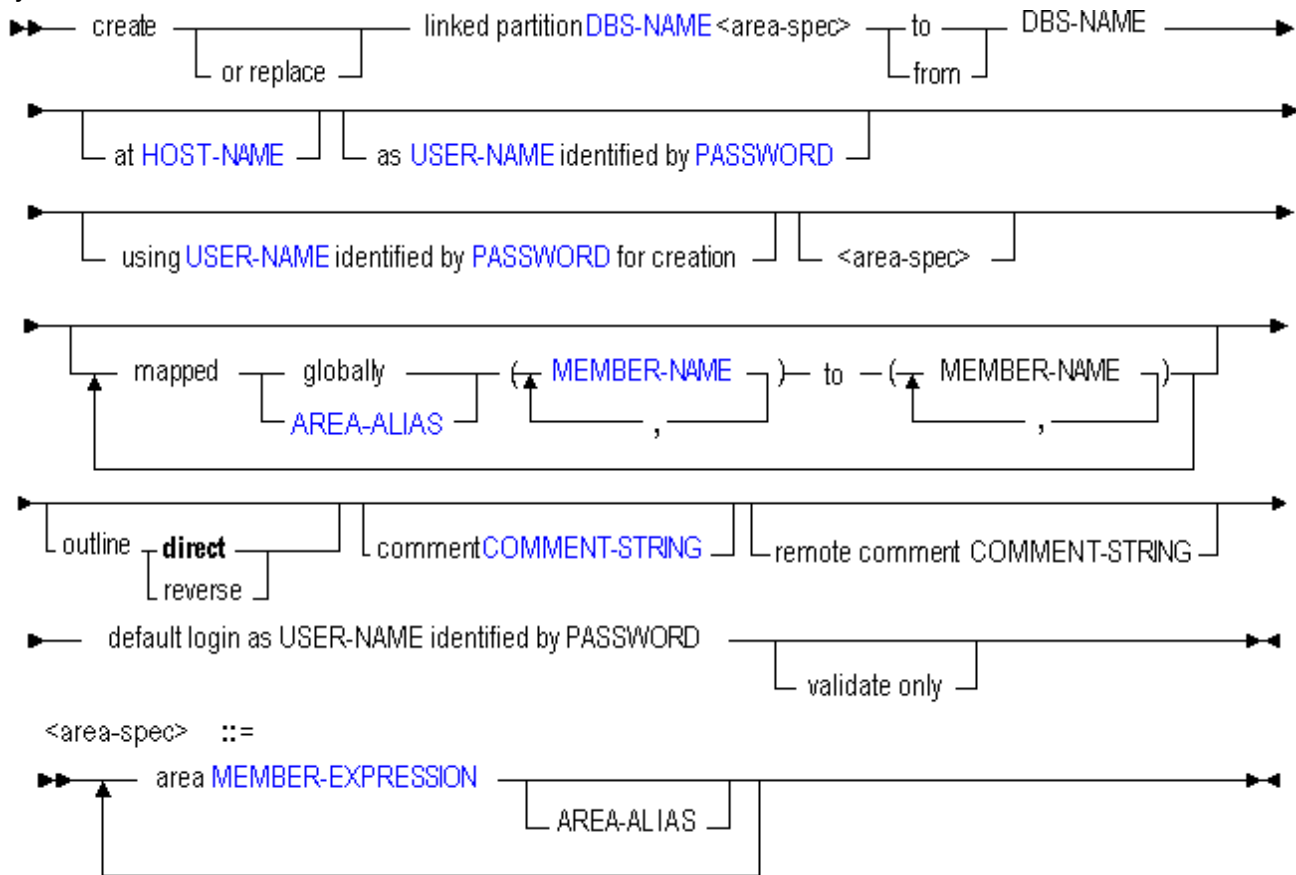 create linked partition DBS-NAME <area-spec> to DBS-NAME
or replace from
at HOST-NAME as USER-NAME identified by PASSWORD
using USER-NAME identified by PASSWORD for creation <area-spec>
mapped globally ( MEMBER-NAME ) to ( MEMBER-NAME )
AREA-ALIAS , ,
outline direct comment COMMENT-STRING remote comment COMMENT-STRING
reverse
default login as USER-NAME identified by PASSWORD
validate only
<area-spec> ::=
area MEMBER-EXPRESSION
AREA-ALIAS